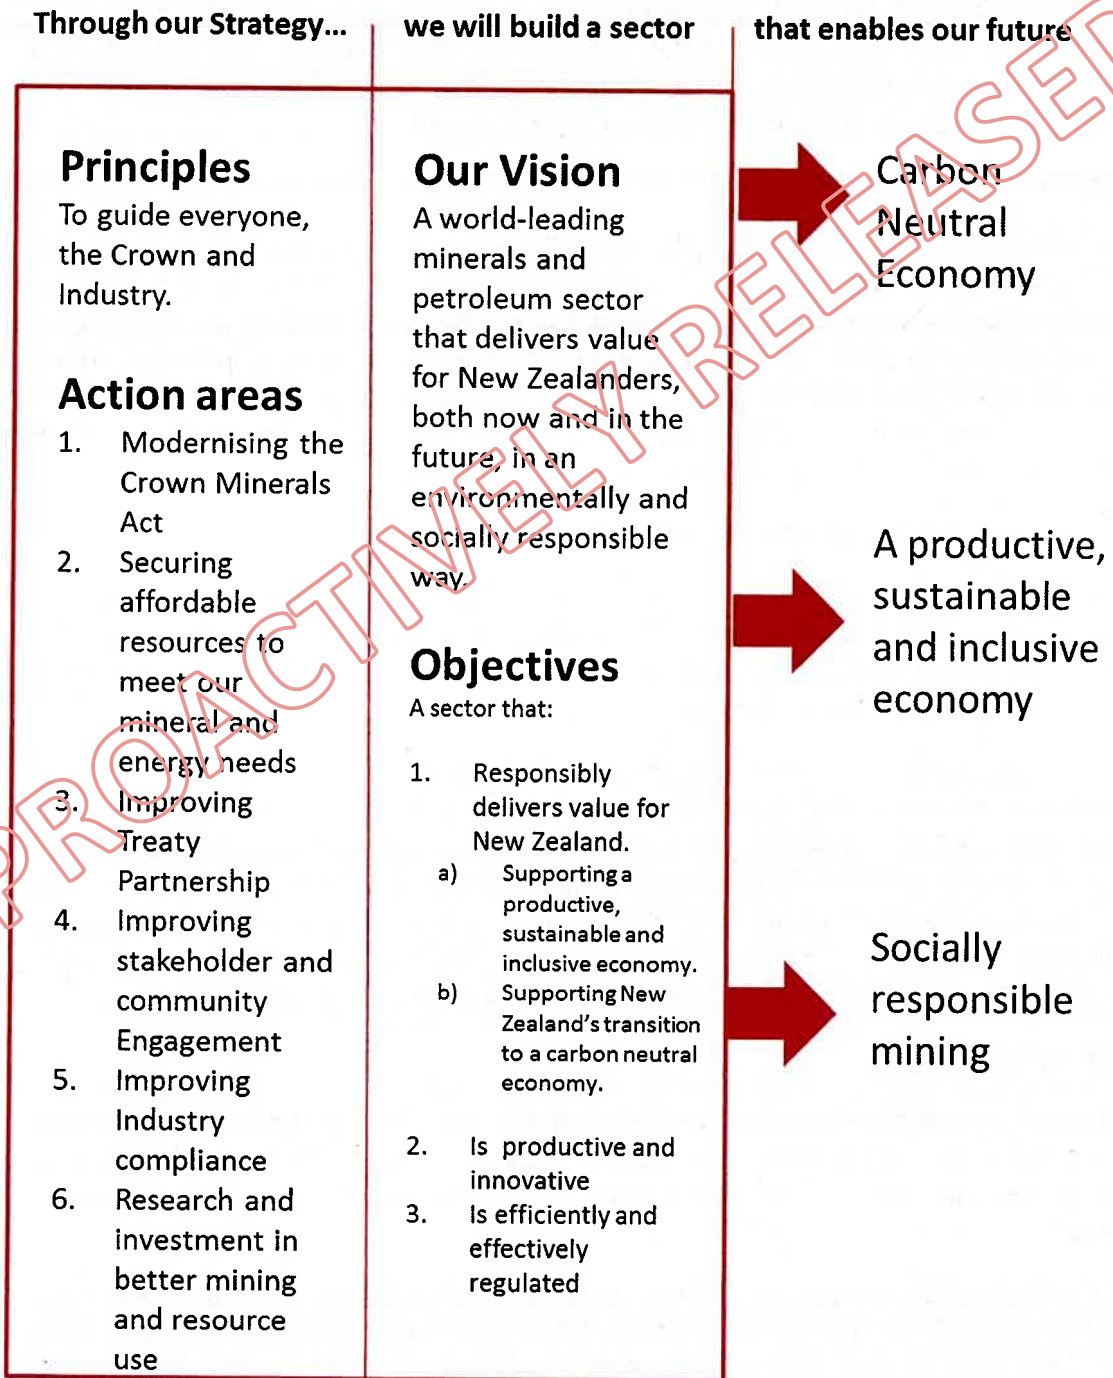 Through our Strategy...
we will build a sector
that enables our future
Principles
To guide everyone,
the Crown and
Industry.
Action areas
1. Modernising the
Crown Minerals
Act
2. Securing
affordable
resources to
meet our
mineral and
energy needs
3. Improving
Treaty
Partnership
4. Improving
stakeholder and
community
Engagement
5. Improving
Industry
compliance
6. Research and
investment in
better mining
and resource
use
Our Vision
A world-leading
minerals and
petroleum sector
that delivers value
for New Zealanders,
both now and in the
future, in an
environmentally and
socially responsible
way.
Objectives
A sector that:
1. Responsibly
delivers value for
New Zealand.
a) Supporting a
productive,
sustainable and
inclusive economy.
b) Supporting New
Zealand's transition
to a carbon neutral
economy.
2. Is productive and
innovative
3. Is efficiently and
effectively
regulated
Carbon
Neutral
Economy
A productive,
sustainable
and inclusive
economy
Socially
responsible
mining
PROACTIVELY RELEASED